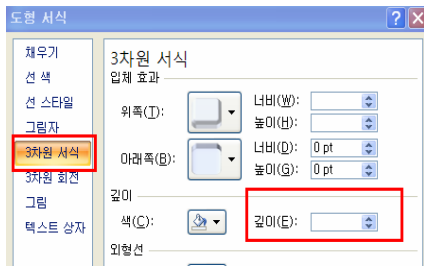 도형 서식
채우기
선 색
선 스타일
그림자
3차원 서식
3차원 회전
그림
텍스트 상자
3차원 서식
입체 효과
위쪽(T): 너비(W):
높이(H):
아래쪽(B): 너비(D): 0 pt
높이(G): 0 pt
깊이
색(C): 깊이(E):
외형선